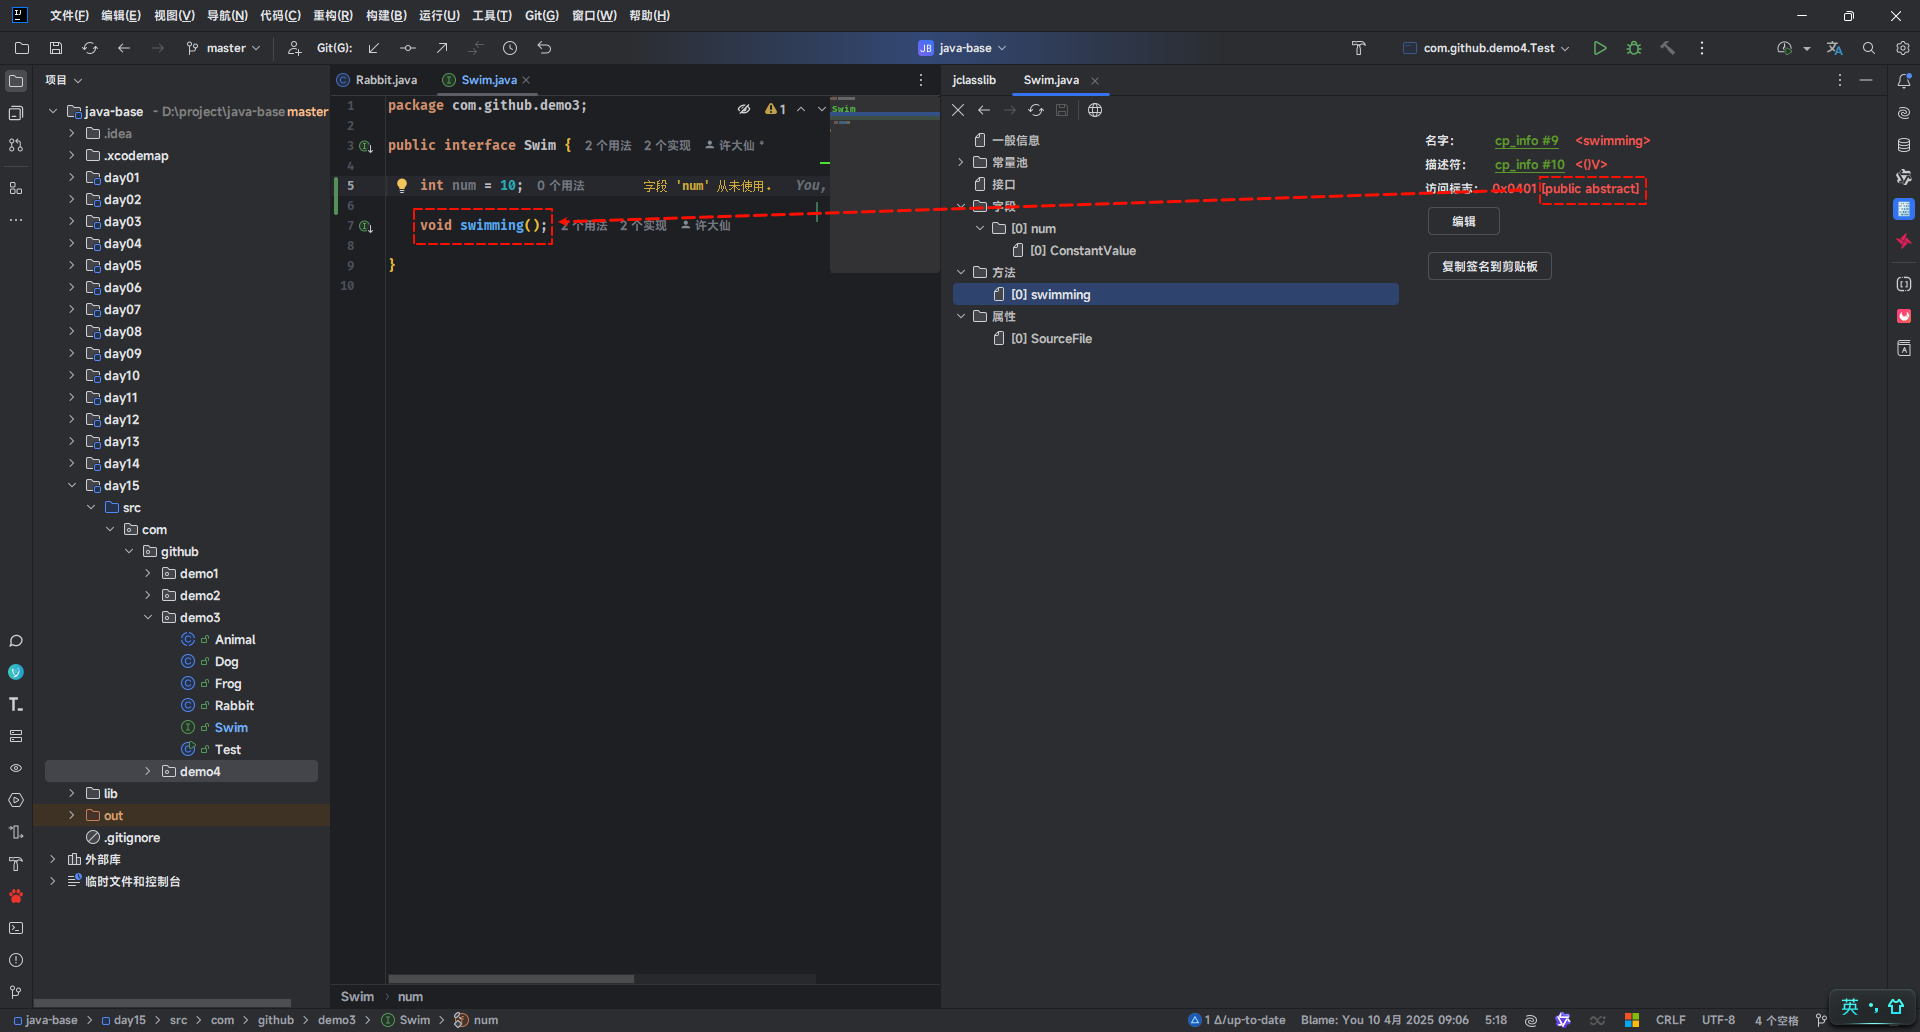 文件(F) 编辑(E) 视图(V) 导航(N) 代码(C) 重构(R) 构建(B) 运行(U) 工具(T) Git(G) 窗口(W) 帮助(H)
master Git(G): JB java-base com.github.demo4.Test
项目
java-base - D:\project\java-base master
.idea
.xcodemap
day01
day02
day03
day04
day05
day06
day07
day08
day09
day10
day11
day12
day13
day14
day15
src
com
github
demo1
demo2
demo3
Animal
Dog
Frog
Rabbit
Swim
Test
demo4
lib
out
.gitignore
外部库
临时文件和控制台
Rabbit.java Swim.java
1 package com.github.demo3; 1
2
3 public interface Swim { 2 个用法 2 个实现 许大仙 *
4
5 int num = 10; 0 个用法 字段 'num' 从未使用. You,
6
7 void swimming(); 2 个用法 2 个实现 许大仙
8
9 }
10
Swim
Swim › num
jclasslib Swim.java
一般信息
常量池
接口
字段
[0] num
[0] ConstantValue
方法
[0] swimming
属性
[0] SourceFile
名字: cp_info #9 <swimming>
描述符: cp_info #10 <()V>
访问标志: 0x0401 [public abstract]
编辑
复制签名到剪贴板
java-base > day15 > src > com > github > demo3 > Swim > num
1 Δ/up-to-date Blame: You 10 4月 2025 09:06 5:18 CRLF UTF-8 4 个空格
英